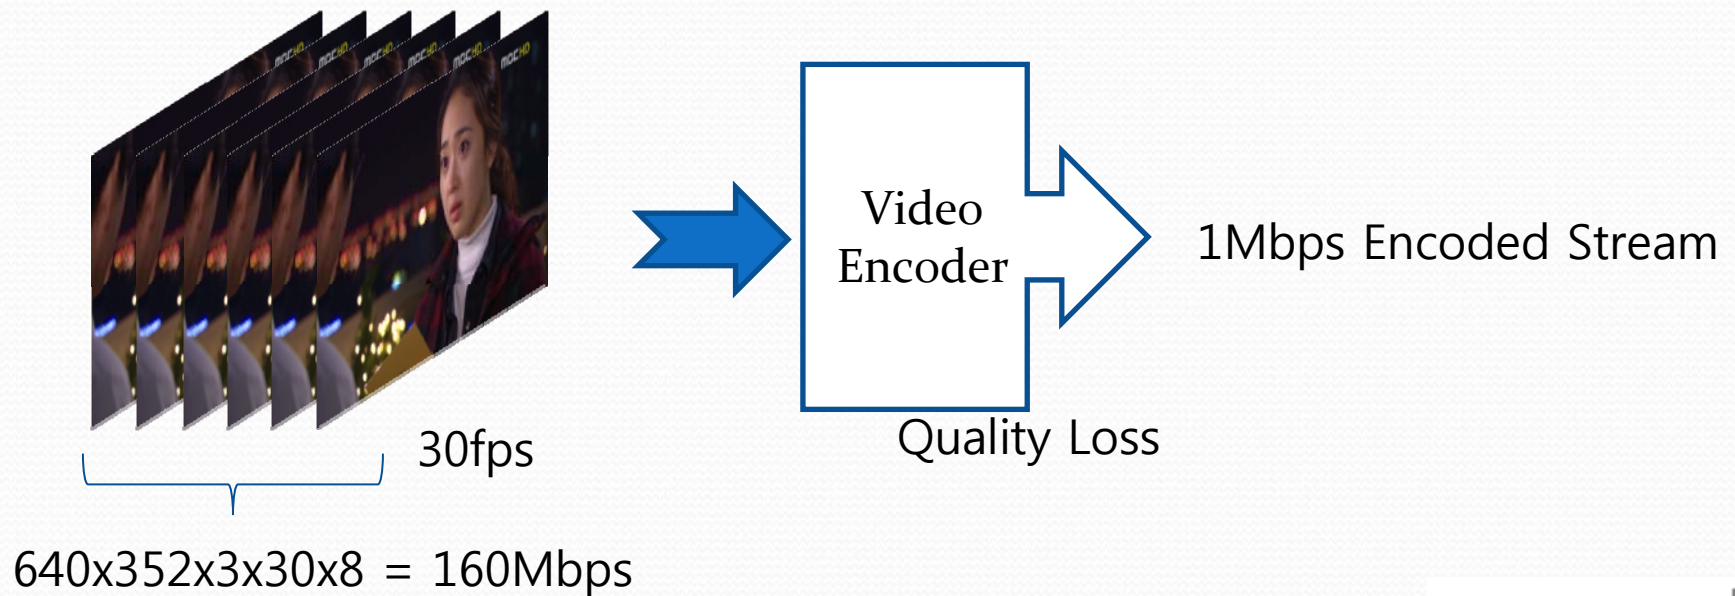 30fps
640x352x3x30x8 = 160Mbps
Video
Encoder
Quality Loss
1Mbps Encoded Stream